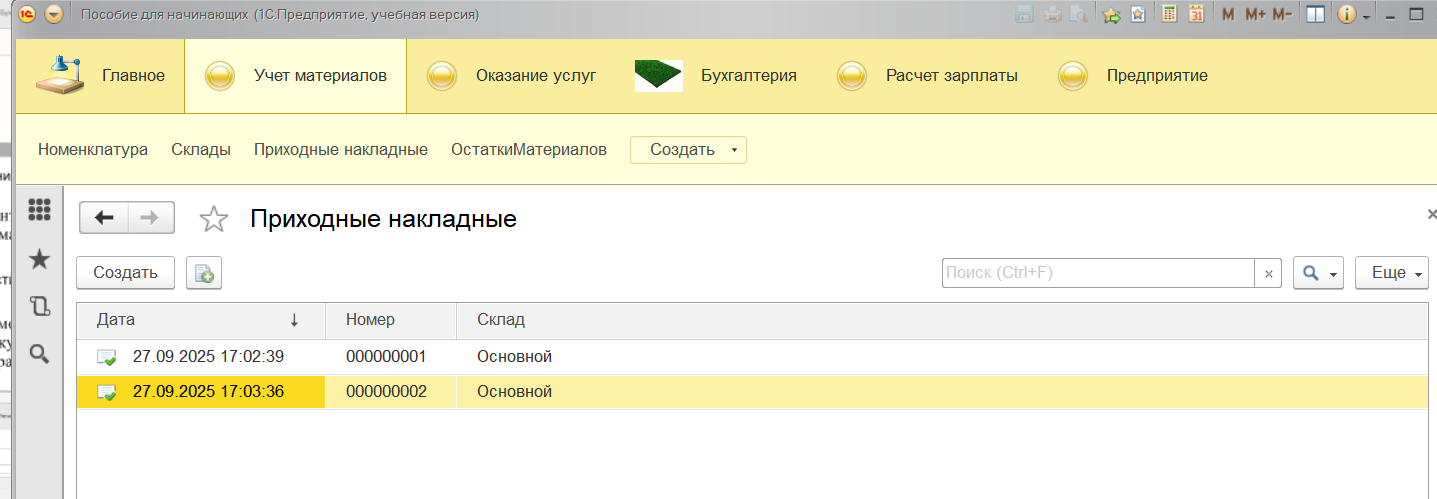 Пособие для начинающих (1С:Предприятие, учебная версия)
31 M M+ M−
Главное Учет материалов Оказание услуг Бухгалтерия Расчет зарплаты Предприятие
Номенклатура Склады Приходные накладные ОстаткиМатериалов Создать
Приходные накладные
Создать Поиск (Ctrl+F) Еще
Дата Номер Склад
27.09.2025 17:02:39 000000001 Основной
27.09.2025 17:03:36 000000002 Основной